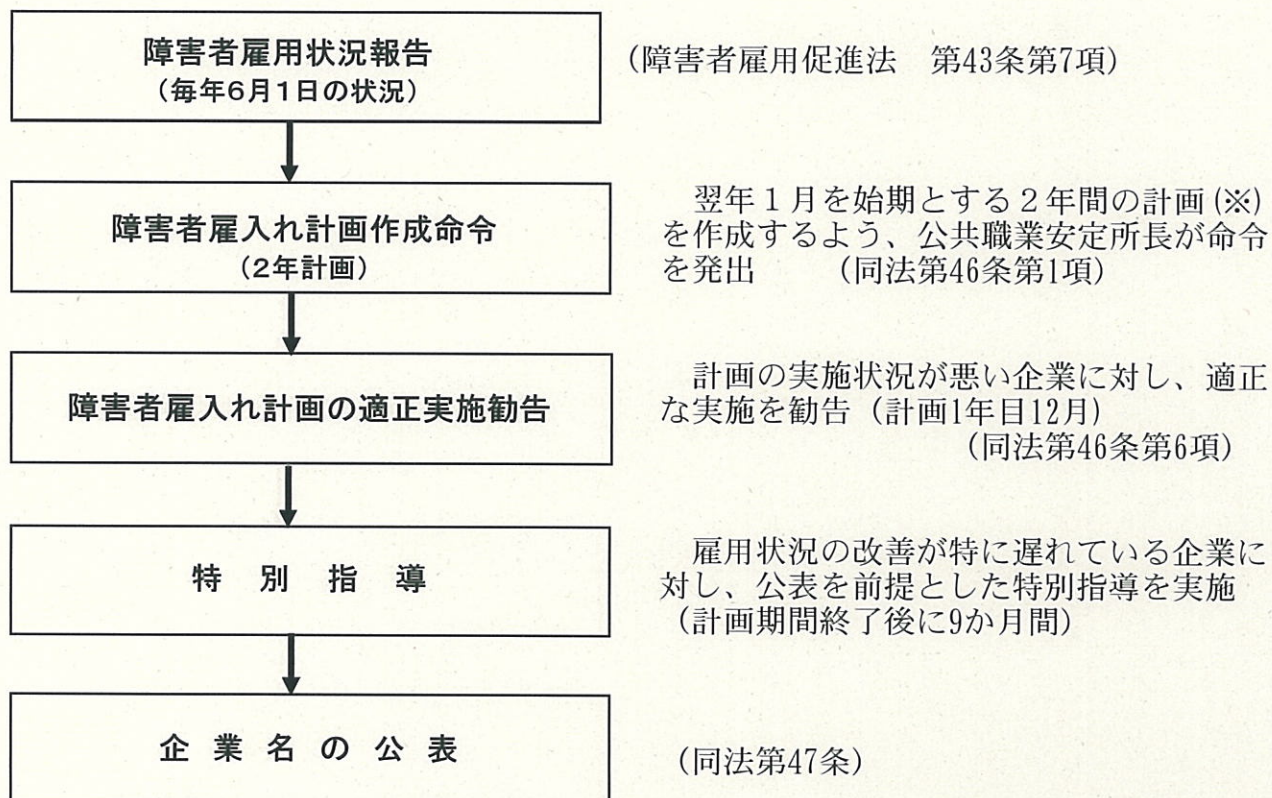 障害者雇用状況報告
(毎年6月1日の状況)
(障害者雇用促進法　第43条第7項)
障害者雇入れ計画作成命令
(2年計画)
翌年１月を始期とする２年間の計画(※)
を作成するよう、公共職業安定所長が命令
を発出　　(同法第46条第1項)
障害者雇入れ計画の適正実施勧告
計画の実施状況が悪い企業に対し、適正
な実施を勧告（計画1年目12月）
(同法第46条第6項)
特　別　指　導
雇用状況の改善が特に遅れている企業に
対し、公表を前提とした特別指導を実施
（計画期間終了後に9か月間）
企 業 名 の 公 表
(同法第47条)